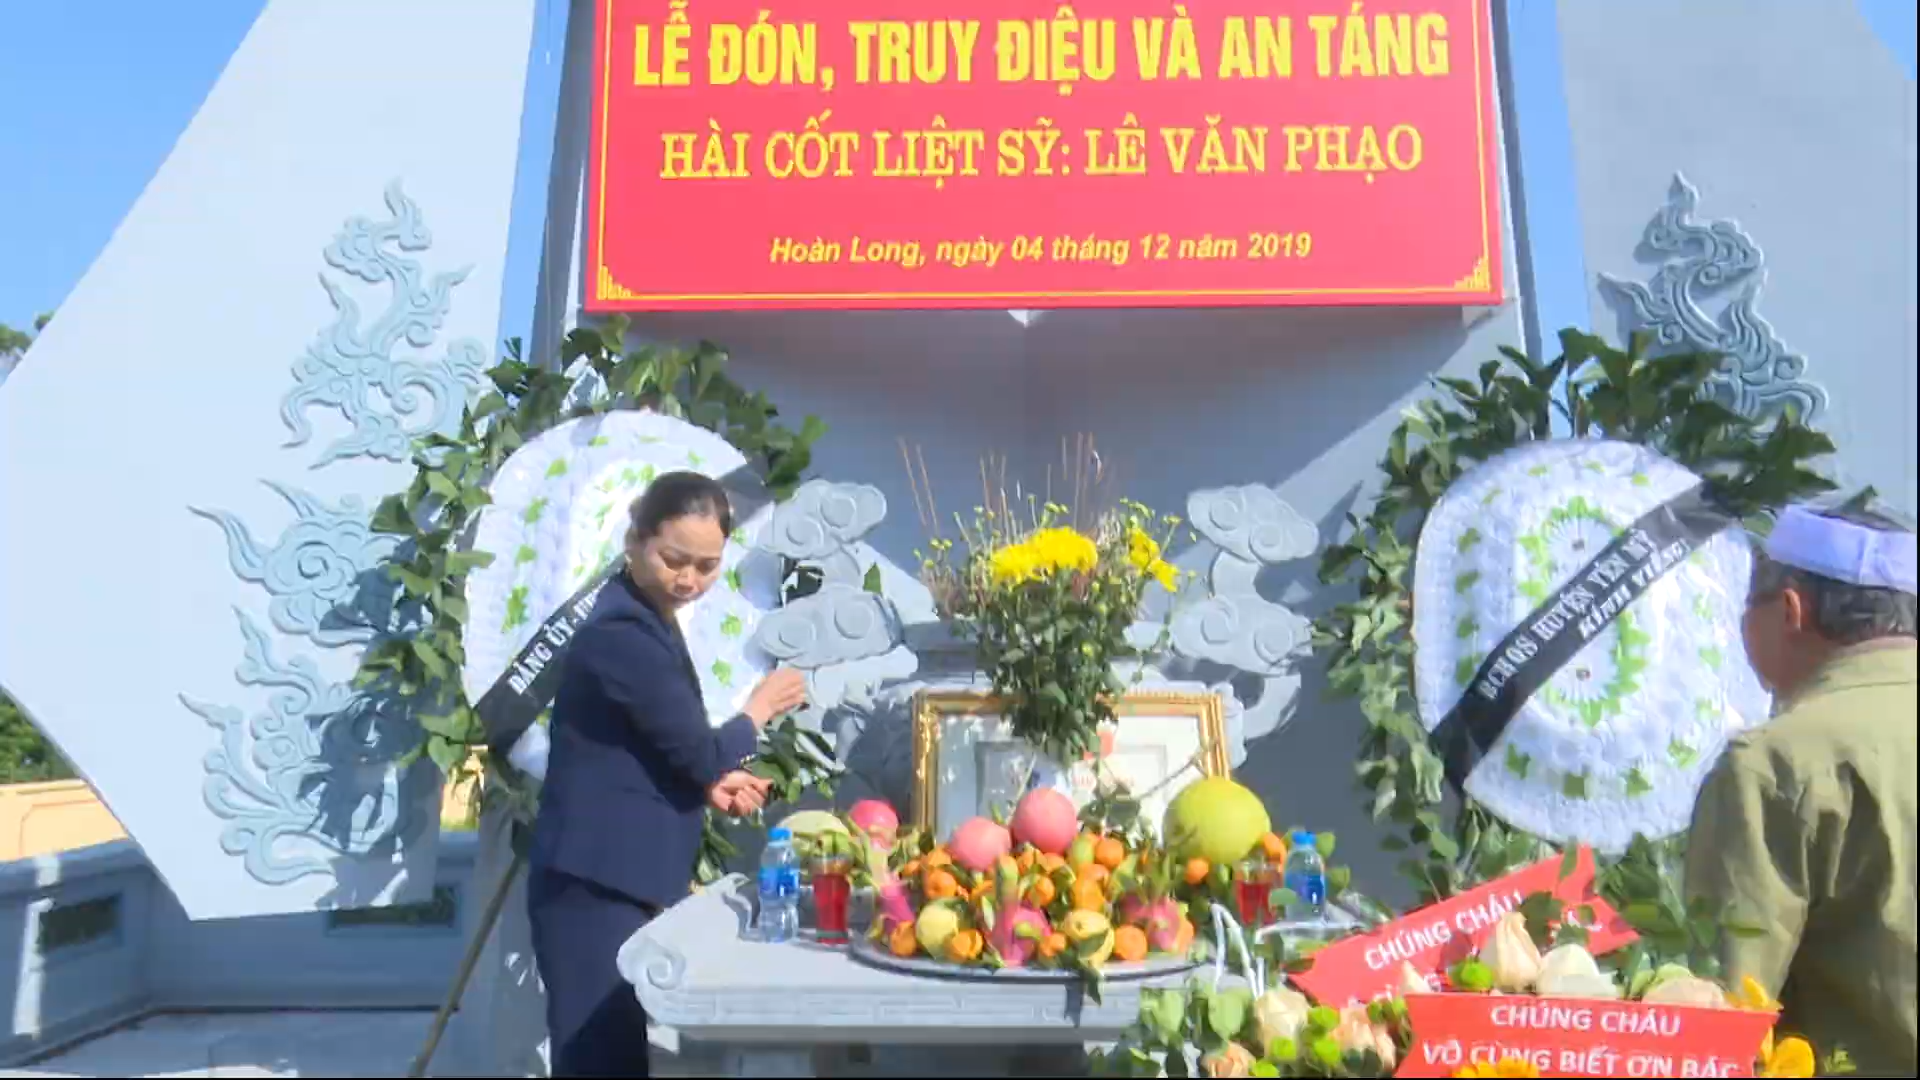 LỄ ĐÓN, TRUY ĐIỆU VÀ AN TÁNG
HÀI CỐT LIỆT SỸ: LÊ VĂN PHẠO
Hoàn Long, ngày 04 tháng 12 năm 2019
ĐẢNG ỦY-
BCHQS HUYỆN YÊN MỸ
KÍNH VIẾNG
CHÚNG CHÁU
CHÚNG CHÁU
VÔ CÙNG BIẾT ƠN BÁC